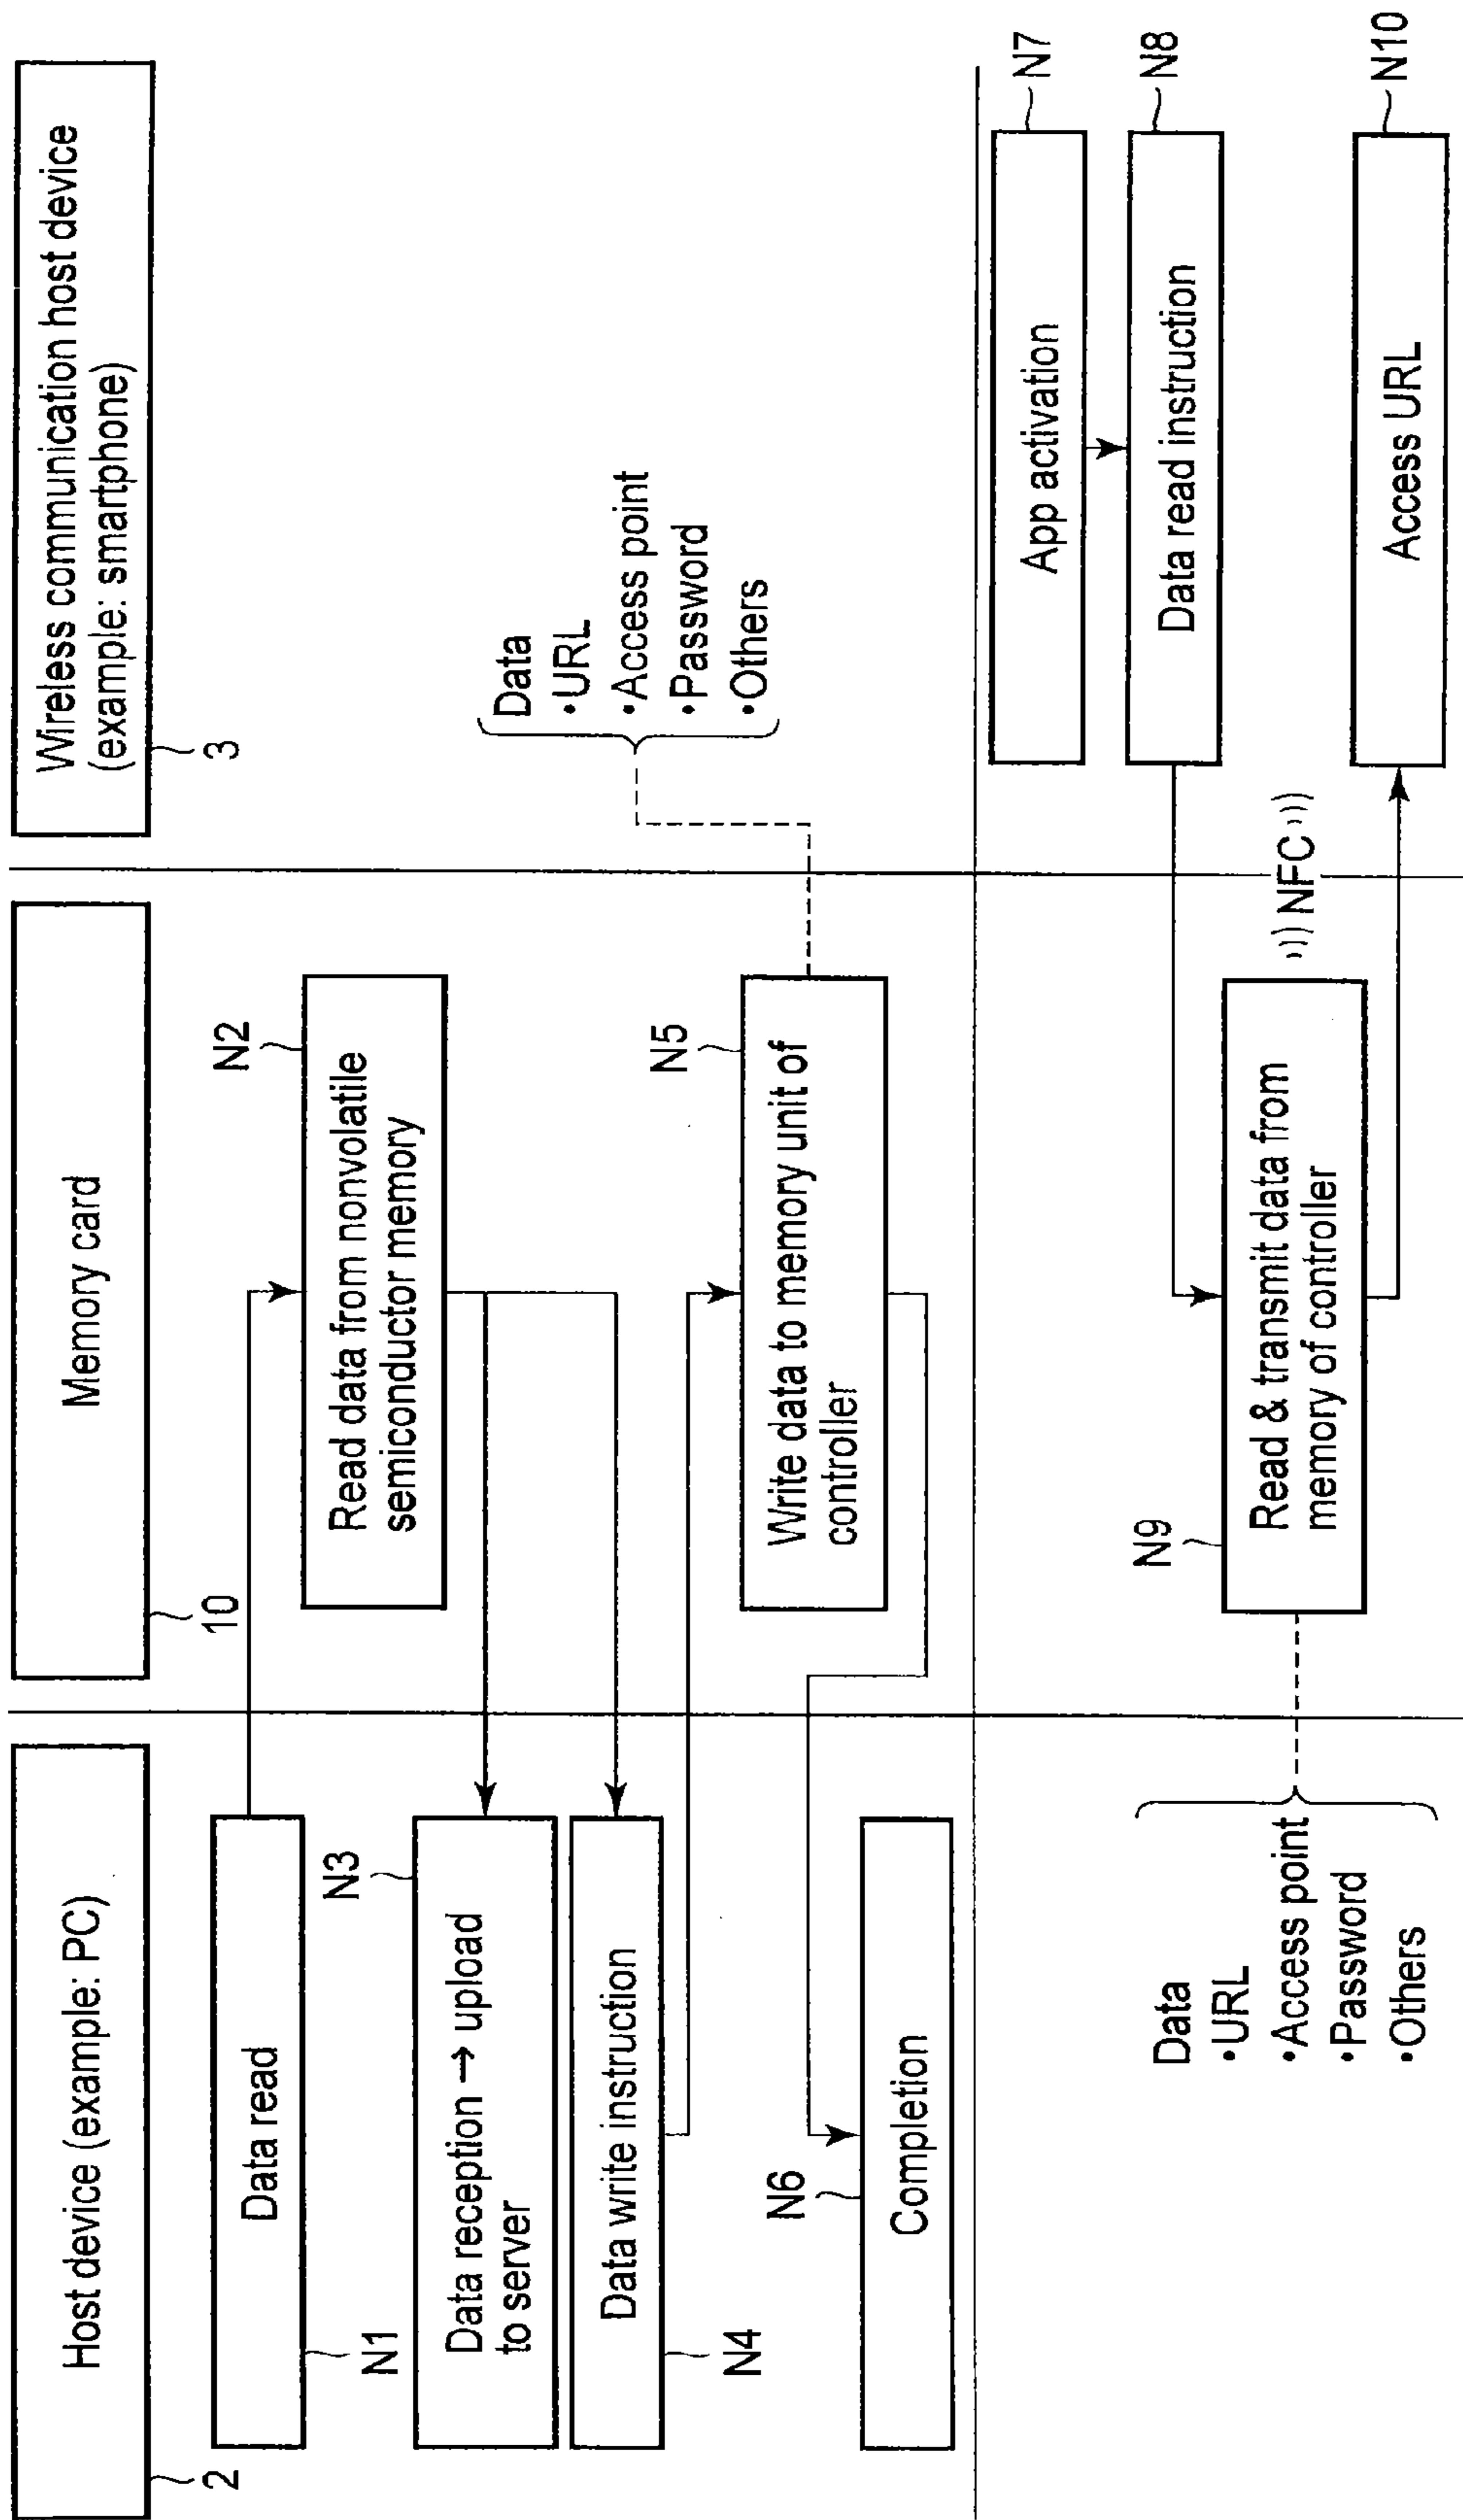 Host device (example: PC)
2
Memory card
10
Wireless communication host device
(example: smartphone)
3
Data read
N1
N2
Read data from nonvolatile
semiconductor memory
N3
Data reception → upload
to server
Data write instruction
N4
N5
Write data to memory unit of
controller
Data
•URL
•Access point
•Password
•Others
N6
Completion
App activation
N7
Data read instruction
N8
N9
Read & transmit data from
memory of controller
NFC
Data
•URL
•Access point
•Password
•Others
Access URL
N10